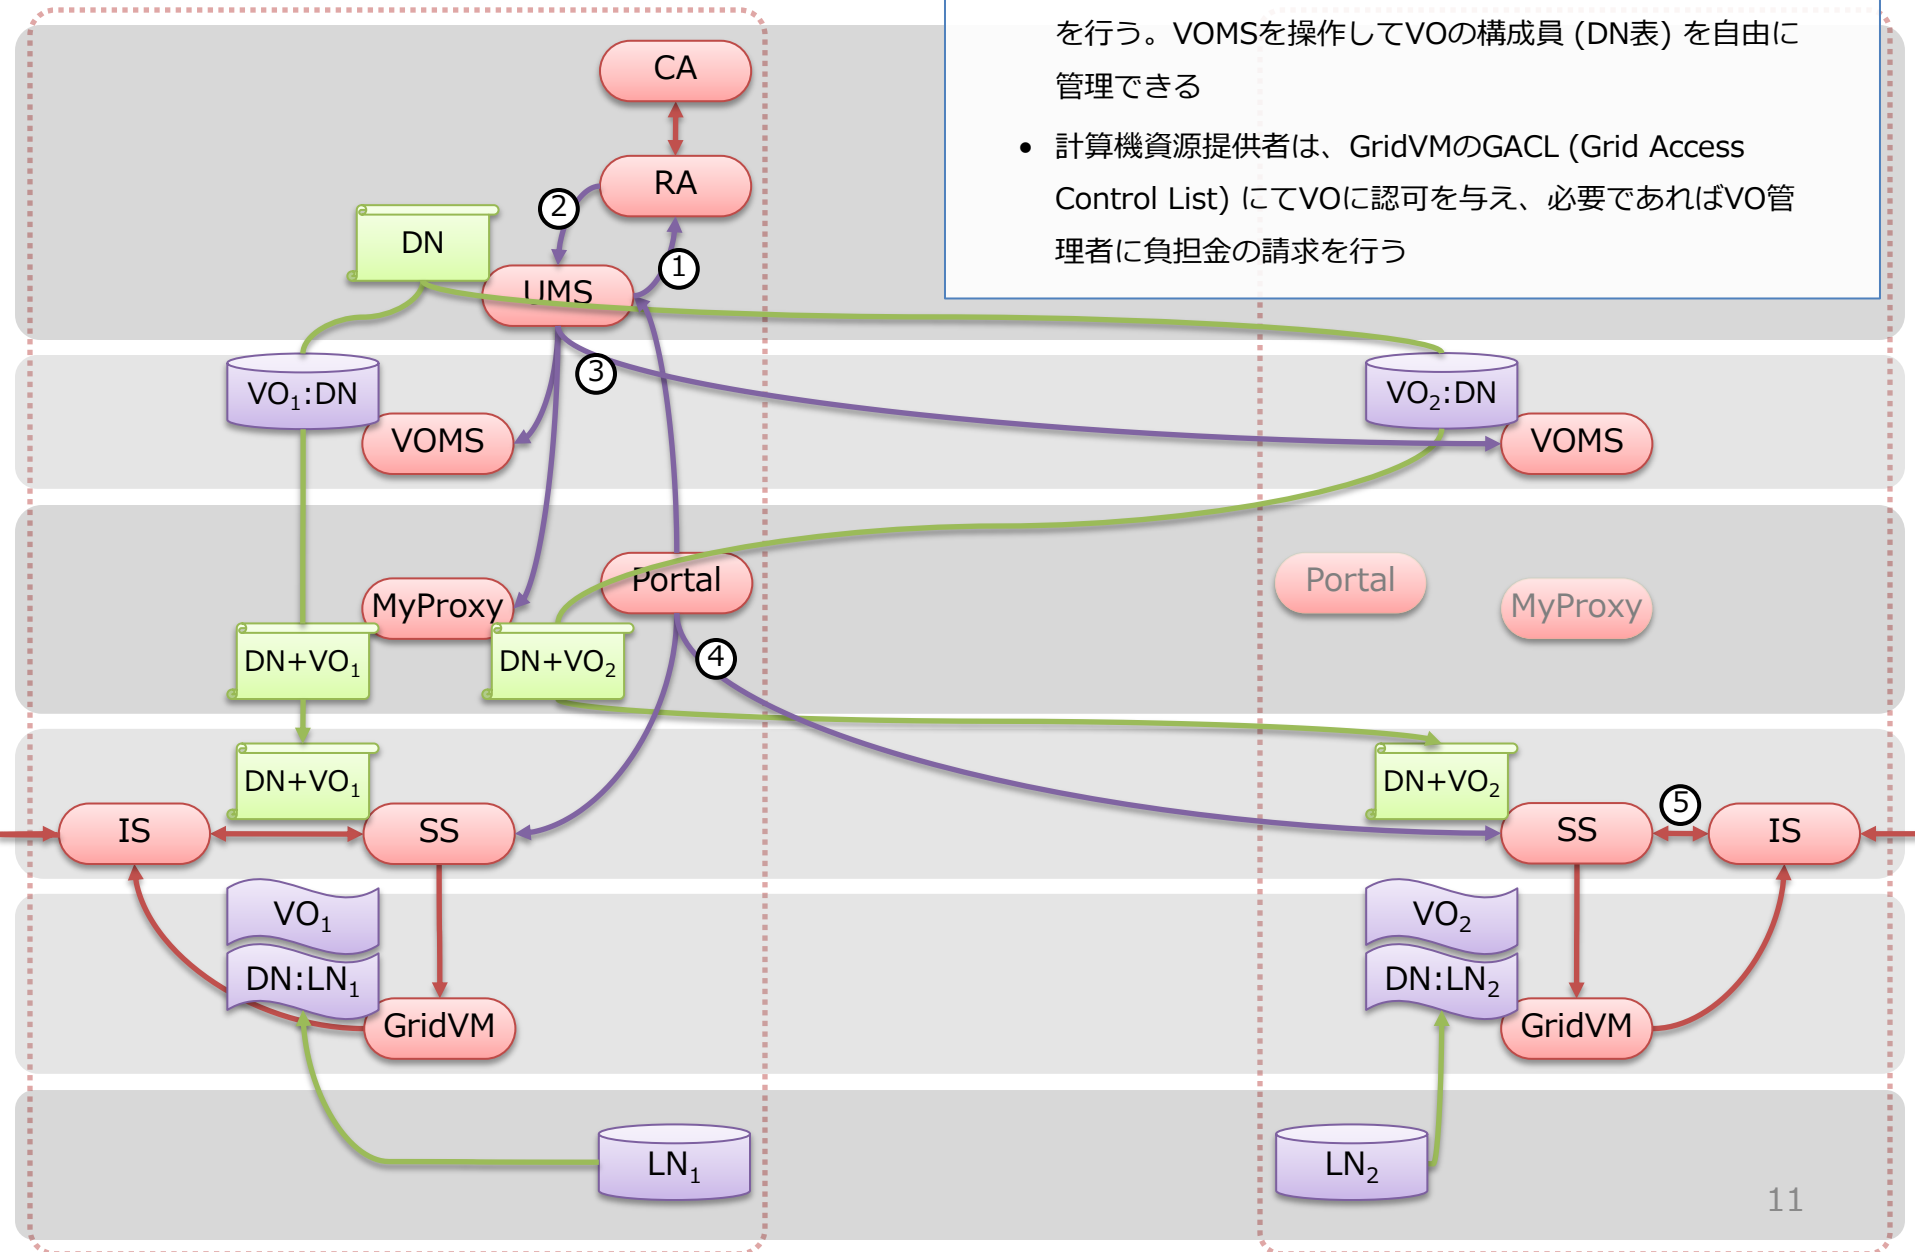 を行う。VOMSを操作してVOの構成員 (DN表) を自由に
管理できる
• 計算機資源提供者は、GridVMのGACL (Grid Access
Control List) にてVOに認可を与え、必要であればVO管
理者に負担金の請求を行う
CA
RA
②
DN
①
UMS
③
VO₁:DN
VOMS
VO₂:DN
VOMS
Portal
MyProxy
Portal
MyProxy
DN+VO₁
DN+VO₂
④
DN+VO₁
DN+VO₂
IS
SS
SS
⑤
IS
VO₁
DN:LN₁
GridVM
VO₂
DN:LN₂
GridVM
LN₁
LN₂
11